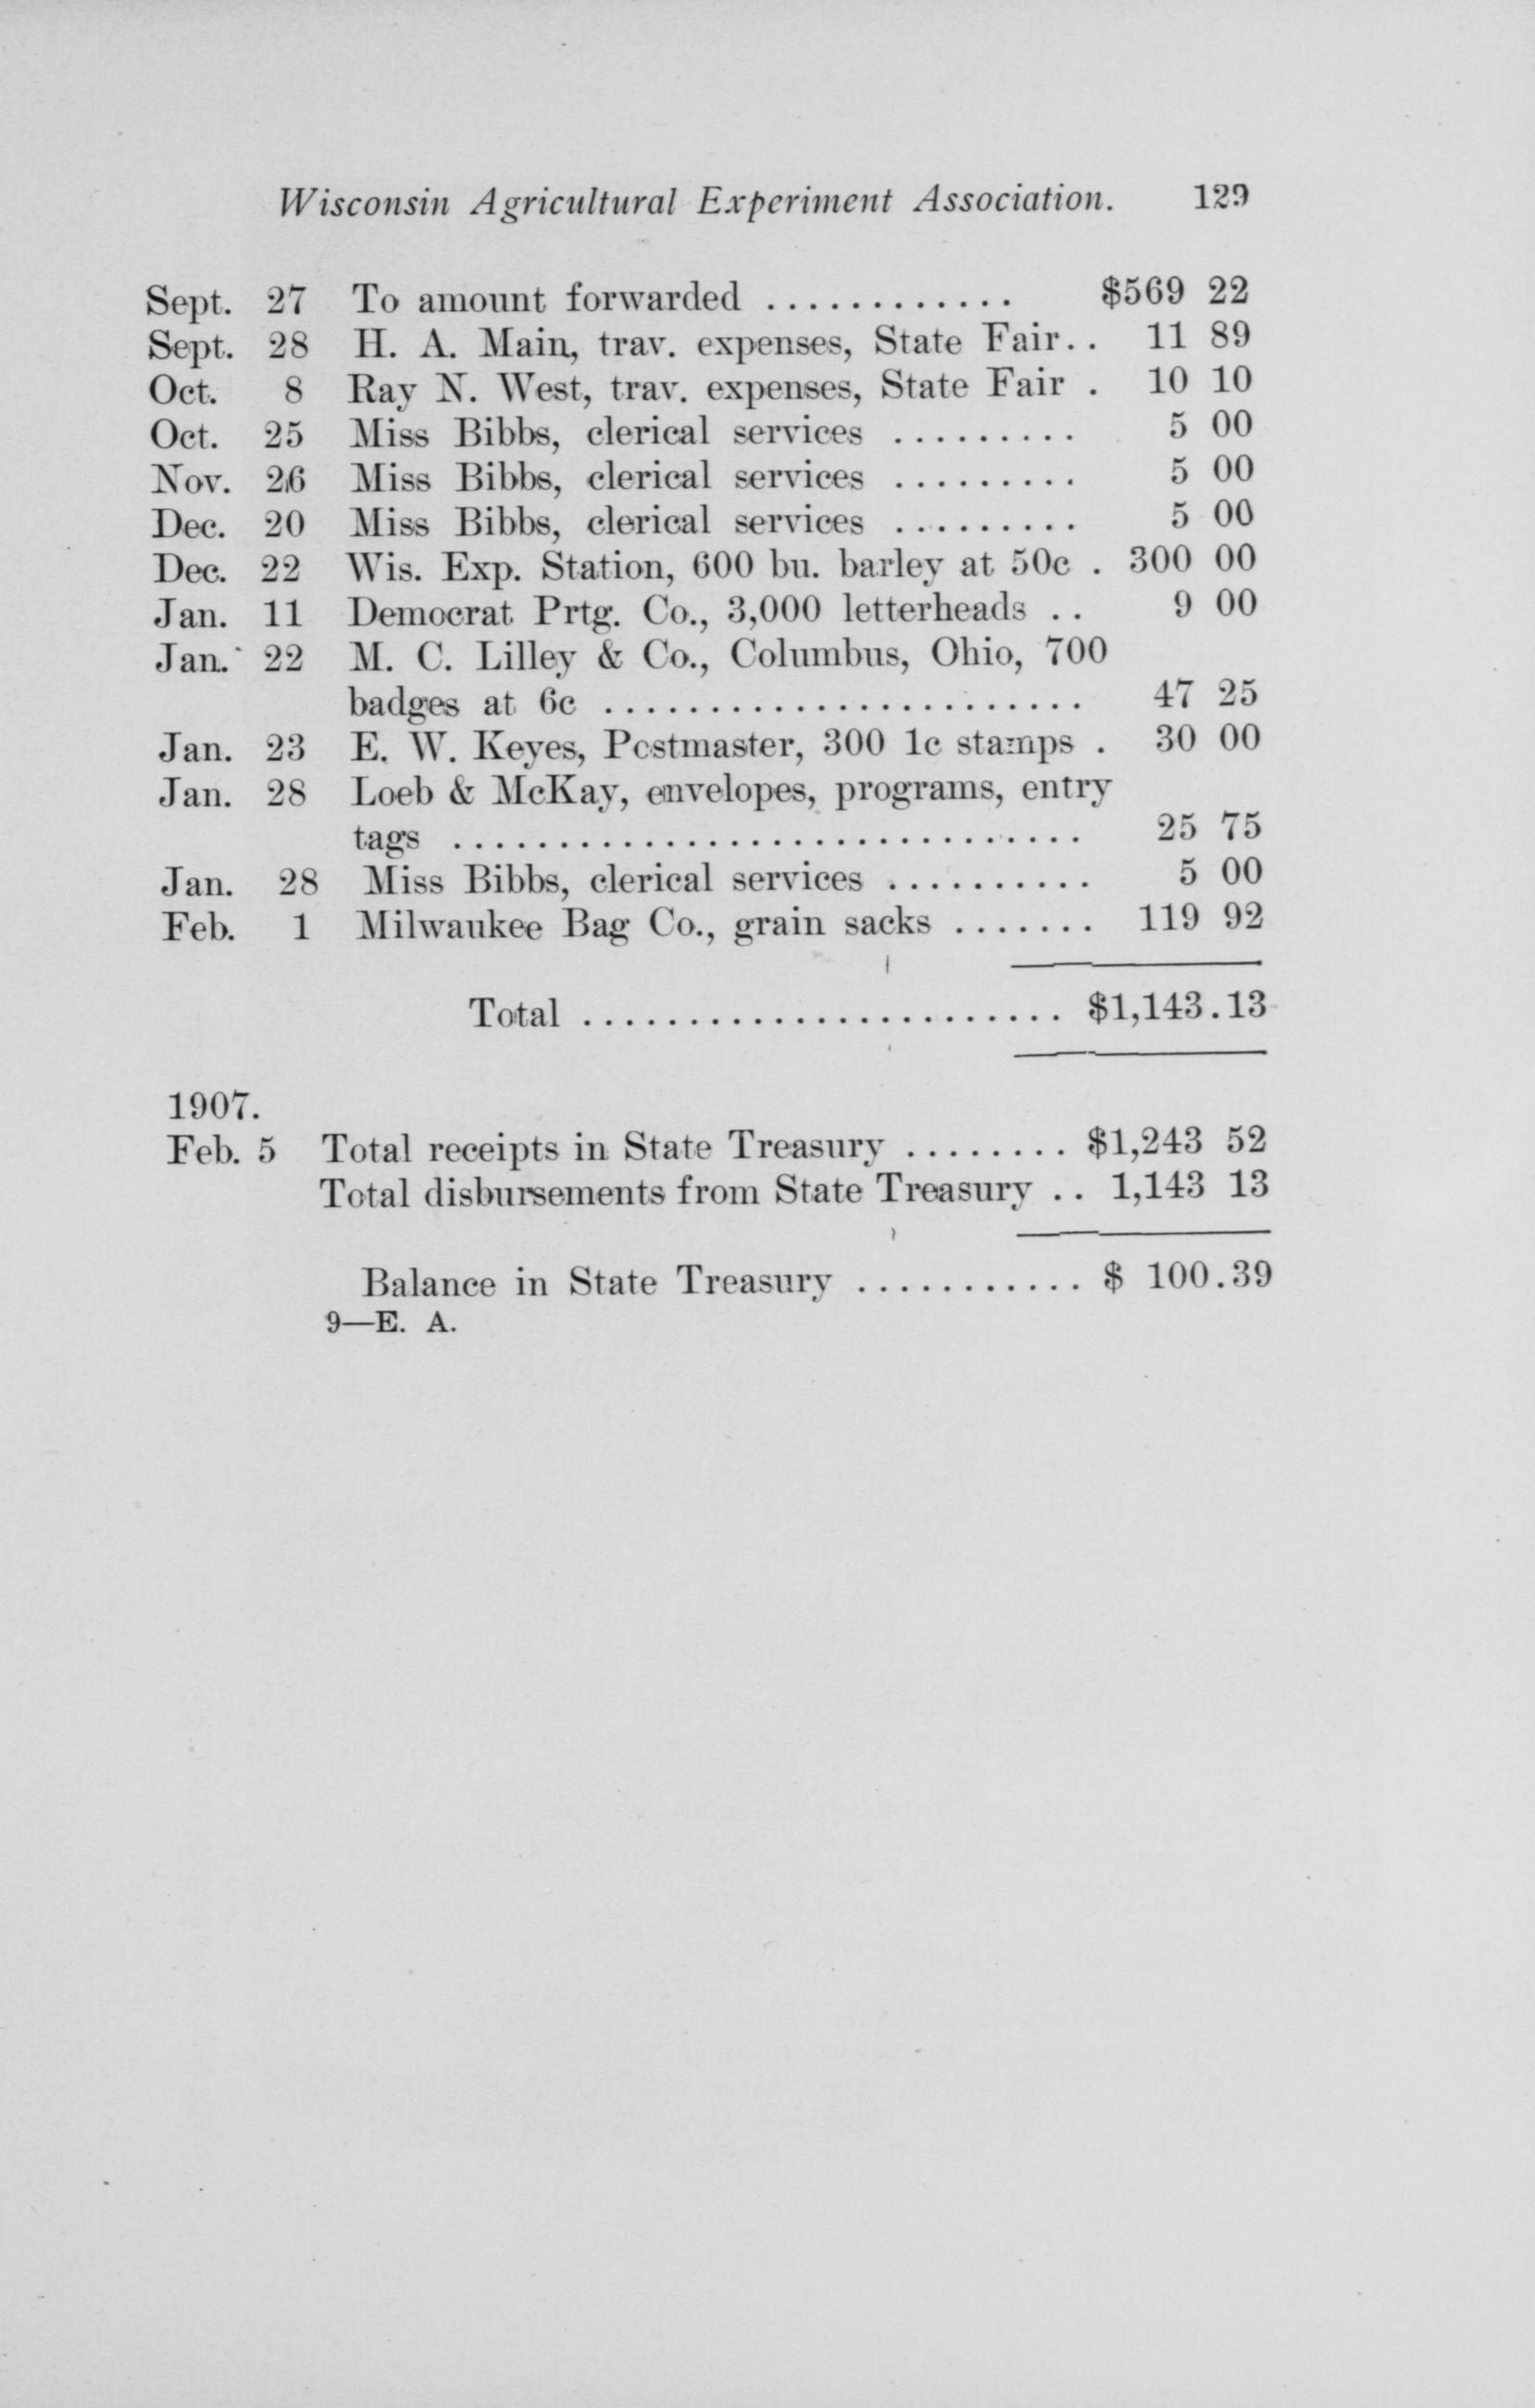 Wisconsin Agricultural Experiment Association. 129
Sept. 27 To amount forwarded ............ $569 22
Sept. 28 H. A. Main, trav. expenses, State Fair.. 11 89
Oct. 8 Ray N. West, trav. expenses, State Fair . 10 10
Oct. 25 Miss Bibbs, clerical services ......... 5 00
Nov. 26 Miss Bibbs, clerical services ......... 5 00
Dec. 20 Miss Bibbs, clerical services ......... 5 00
Dec. 22 Wis. Exp. Station, 600 bu. barley at 50c . 300 00
Jan. 11 Democrat Prtg. Co., 3,000 letterheads .. 9 00
Jan. 22 M. C. Lilley & Co., Columbus, Ohio, 700
badges at 6c ....................... 47 25
Jan. 23 E. W. Keyes, Postmaster, 300 1c stamps . 30 00
Jan. 28 Loeb & McKay, envelopes, programs, entry
tags .............................. 25 75
Jan. 28 Miss Bibbs, clerical services .......... 5 00
Feb. 1 Milwaukee Bag Co., grain sacks ....... 119 92
Total ....................... $1,143.13
1907.
Feb. 5 Total receipts in State Treasury ........ $1,243 52
Total disbursements from State Treasury .. 1,143 13
Balance in State Treasury ........... $ 100.39
9—E. A.